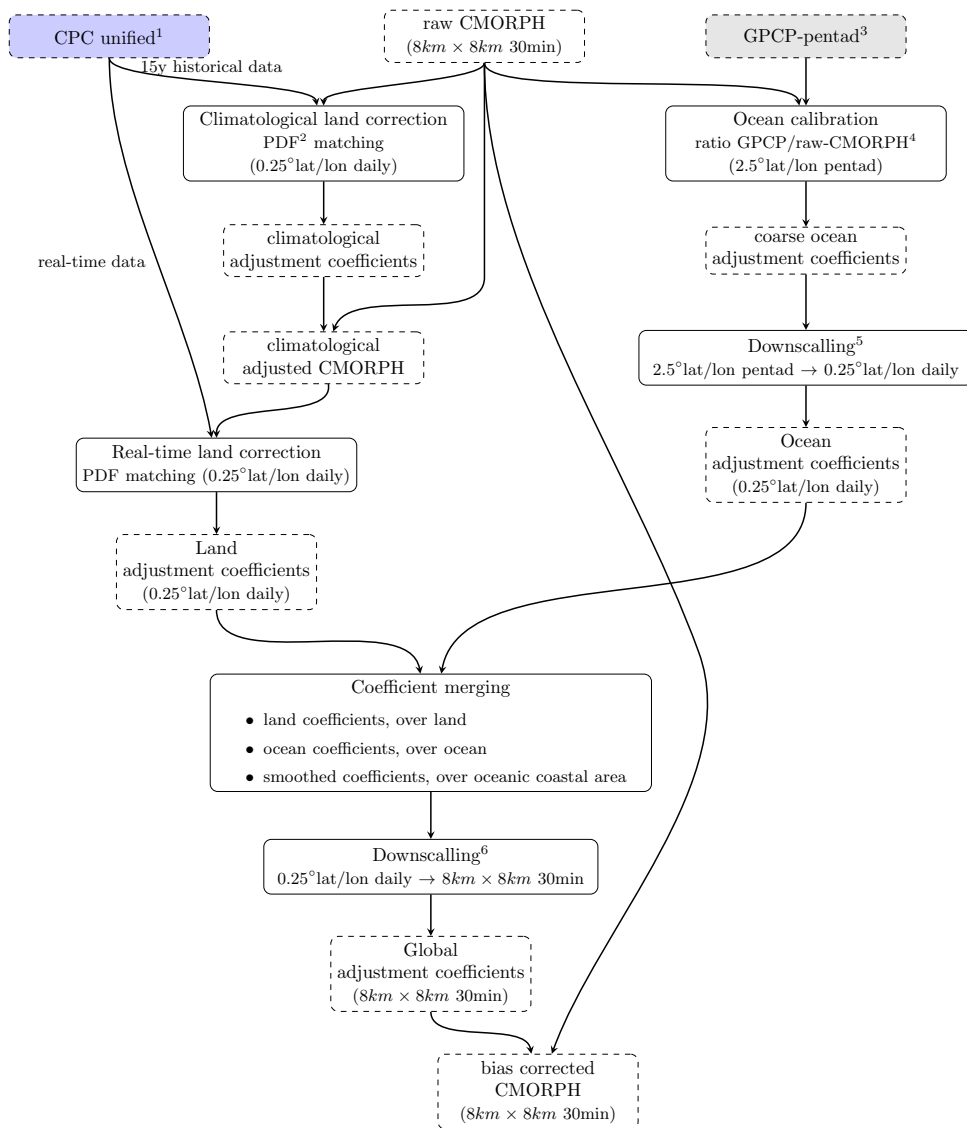 CPC unified¹
raw CMORPH
(8km × 8km 30min)
GPCP-pentad³
15y historical data
Climatological land correction
PDF² matching
(0.25°lat/lon daily)
Ocean calibration
ratio GPCP/raw-CMORPH⁴
(2.5°lat/lon pentad)
climatological
adjustment coefficients
coarse ocean
adjustment coefficients
real-time data
climatological
adjusted CMORPH
Downscalling⁵
2.5°lat/lon pentad → 0.25°lat/lon daily
Real-time land correction
PDF matching (0.25°lat/lon daily)
Ocean
adjustment coefficients
(0.25°lat/lon daily)
Land
adjustment coefficients
(0.25°lat/lon daily)
Coefficient merging
• land coefficients, over land
• ocean coefficients, over ocean
• smoothed coefficients, over oceanic coastal area
Downscalling⁶
0.25°lat/lon daily → 8km × 8km 30min
Global
adjustment coefficients
(8km × 8km 30min)
bias corrected
CMORPH
(8km × 8km 30min)